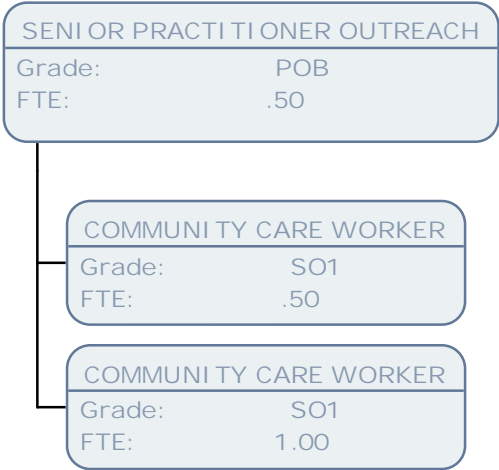 SENIOR PRACTITIONER OUTREACH
Grade: POB
FTE: .50
COMMUNITY CARE WORKER
Grade: SO1
FTE: .50
COMMUNITY CARE WORKER
Grade: SO1
FTE: 1.00